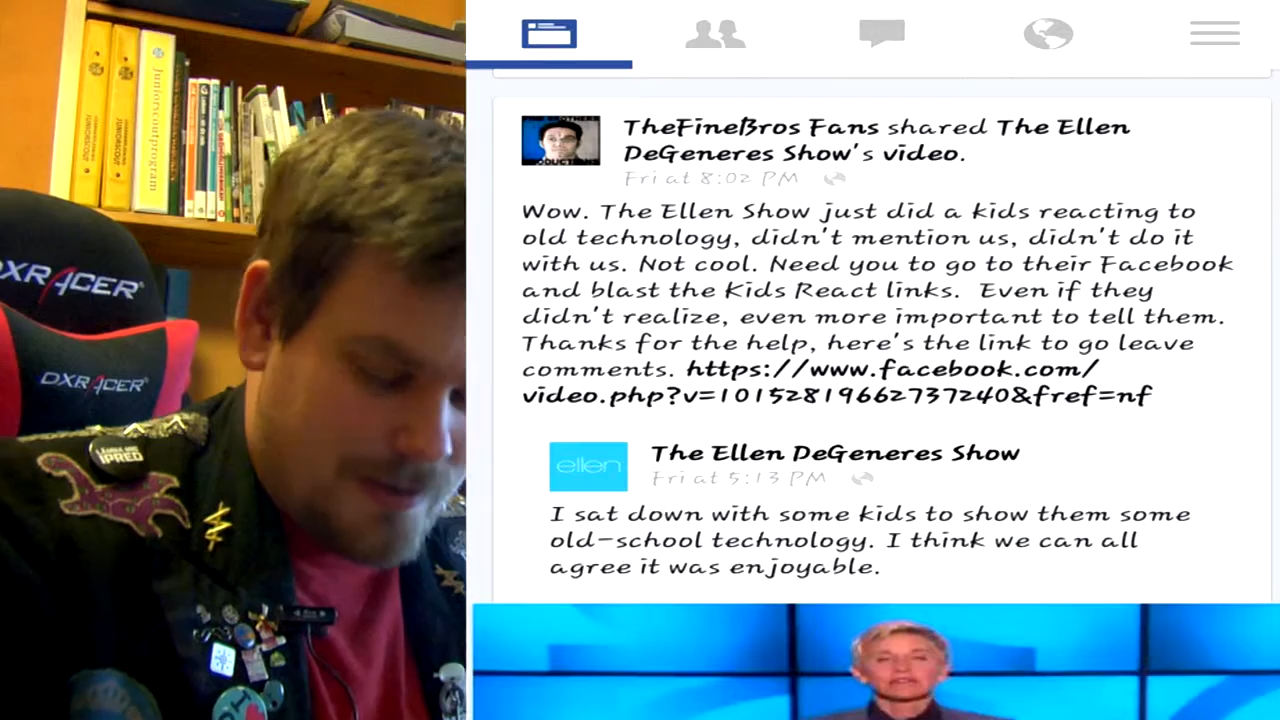 JUNIORSCOUT
JUNIORSCOUT
Juniorscoutprogram
DXRACER®
DXRACER®
IPRED
TheFineBros Fans shared The Ellen
DeGeneres Show's video.
Fri at 8:02 PM
Wow. The Ellen Show just did a kids reacting to
old technology, didn't mention us, didn't do it
with us. Not cool. Need you to go to their Facebook
and blast the Kids React links. Even if they
didn't realize, even more important to tell them.
Thanks for the help, here's the link to go leave
comments. https://www.facebook.com/
video.php?v=10152819662737240&fref=nf
ellen
The Ellen DeGeneres Show
Fri at 5:13 PM
I sat down with some kids to show them some
old-school technology. I think we can all
agree it was enjoyable.